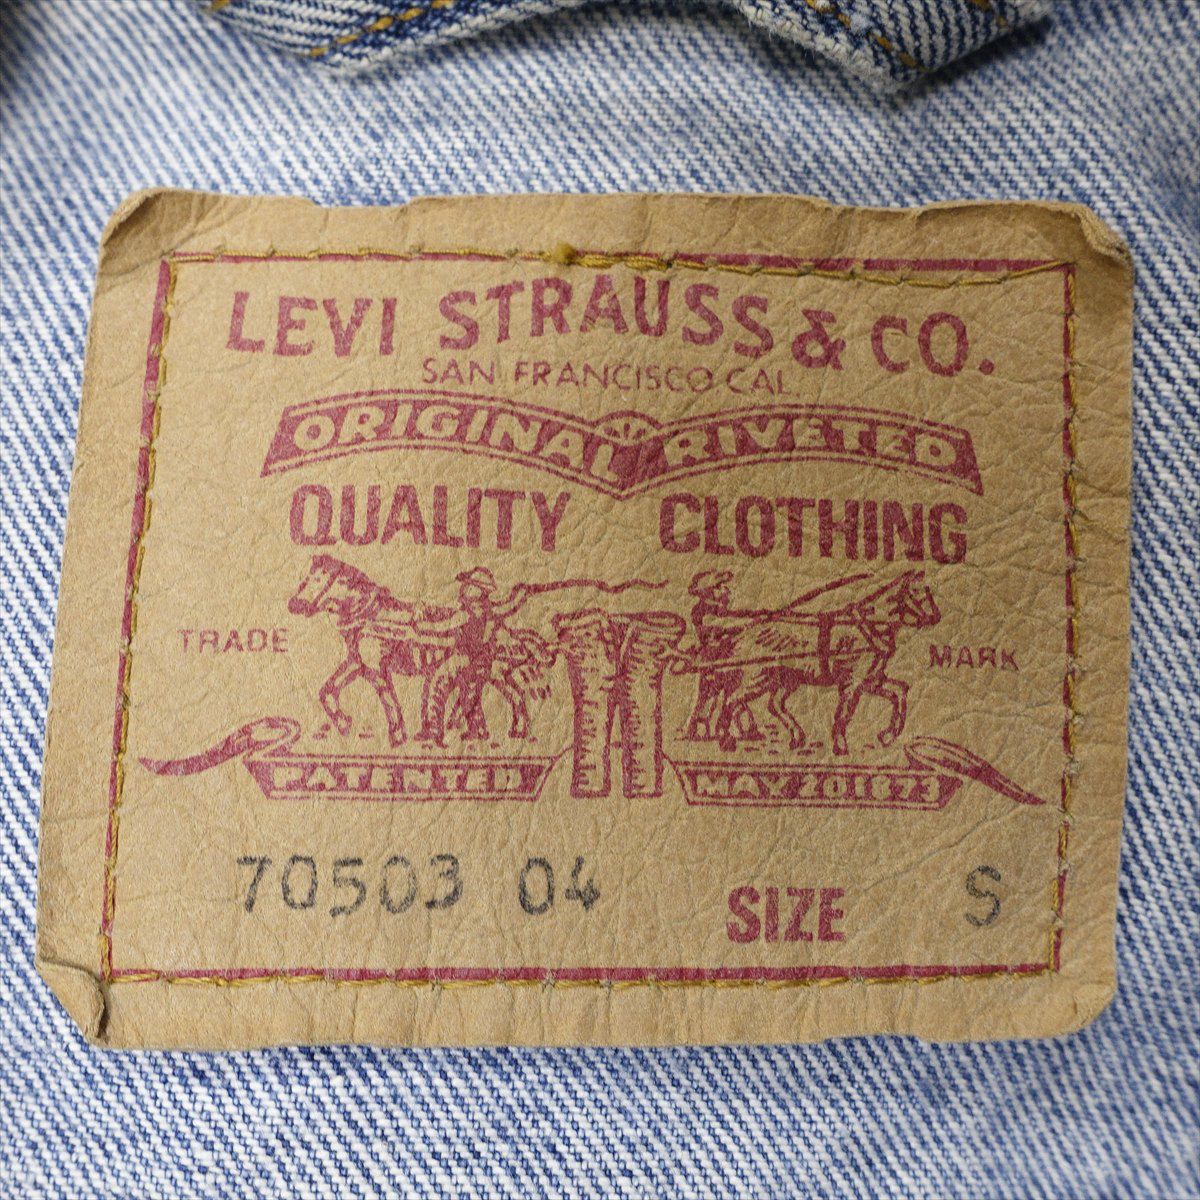 LEVI STRAUSS & CO.
SAN FRANCISCO CAL
ORIGINAL RIVETED
QUALITY CLOTHING
TRADE MARK
PATENTED MAY 20 1873
70503 04 SIZE S